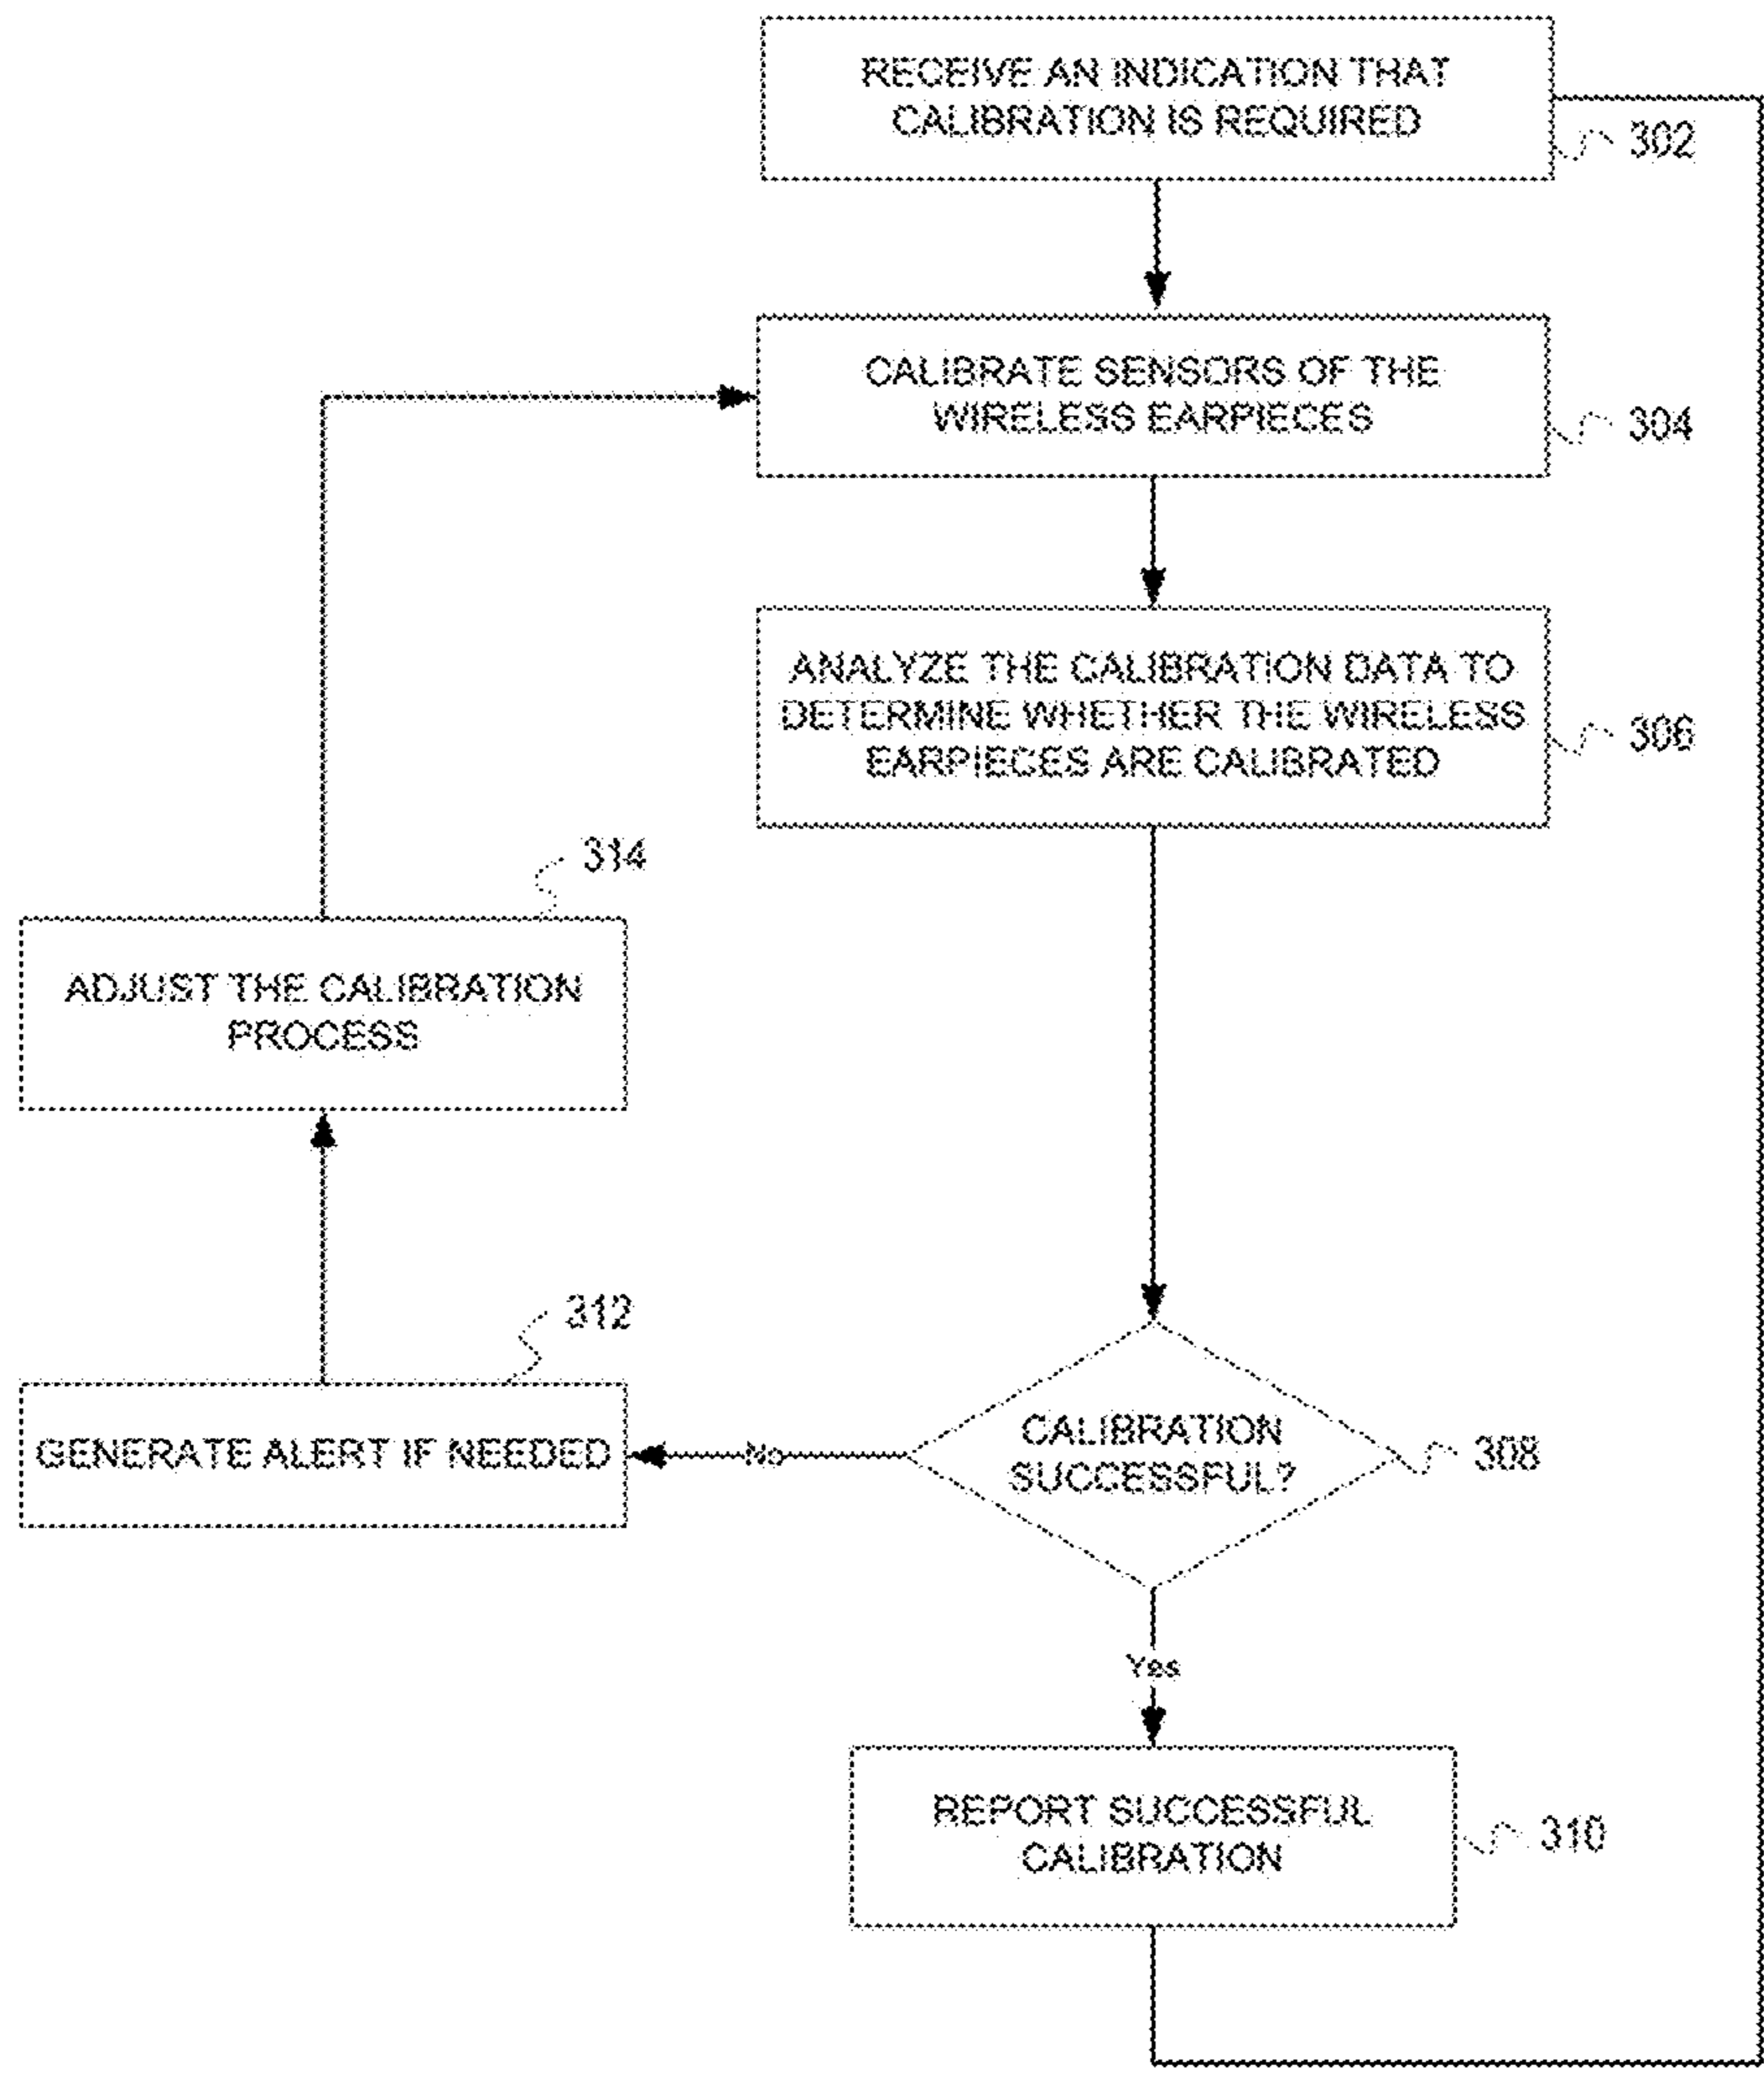 RECEIVE AN INDICATION THAT
CALIBRATION IS REQUIRED
302
CALIBRATE SENSORS OF THE
WIRELESS EARPIECES
304
ANALYZE THE CALIBRATION DATA TO
DETERMINE WHETHER THE WIRELESS
EARPIECES ARE CALIBRATED
306
314
ADJUST THE CALIBRATION
PROCESS
312
GENERATE ALERT IF NEEDED
No
CALIBRATION
SUCCESSFUL?
308
Yes
REPORT SUCCESSFUL
CALIBRATION
310